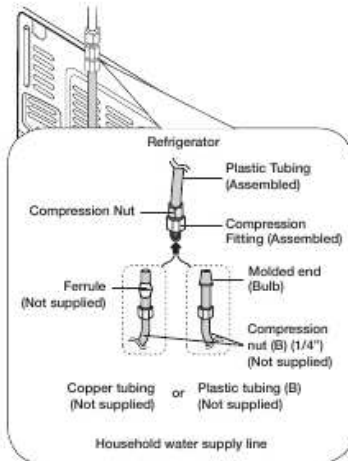 Refrigerator
Plastic Tubing
(Assembled)
Compression Nut
Compression
Fitting (Assembled)
Ferrule
(Not supplied)
Molded end
(Bulb)
Compression
nut (B) (1/4")
(Not supplied)
Copper tubing
(Not supplied)
or
Plastic tubing (B)
(Not supplied)
Household water supply line